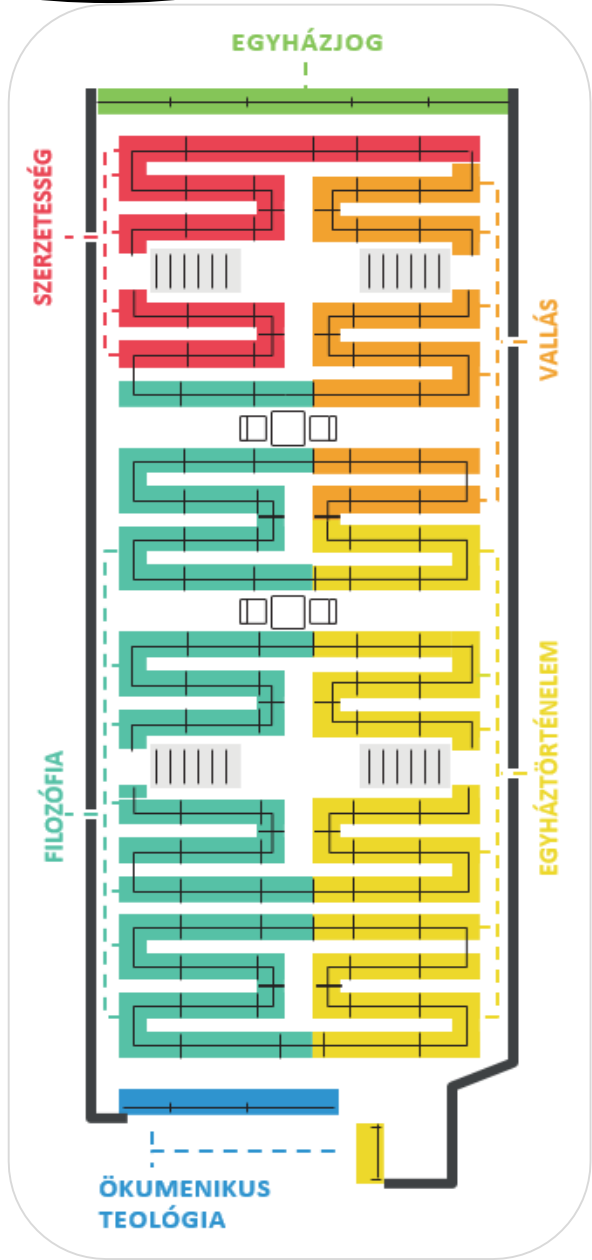 EGYHÁZJOG
SZERZETESSÉG
VALLÁS
FILOZÓFIA
EGYHÁZTÖRTÉNELEM
ÖKUMENIKUS
TEOLÓGIA